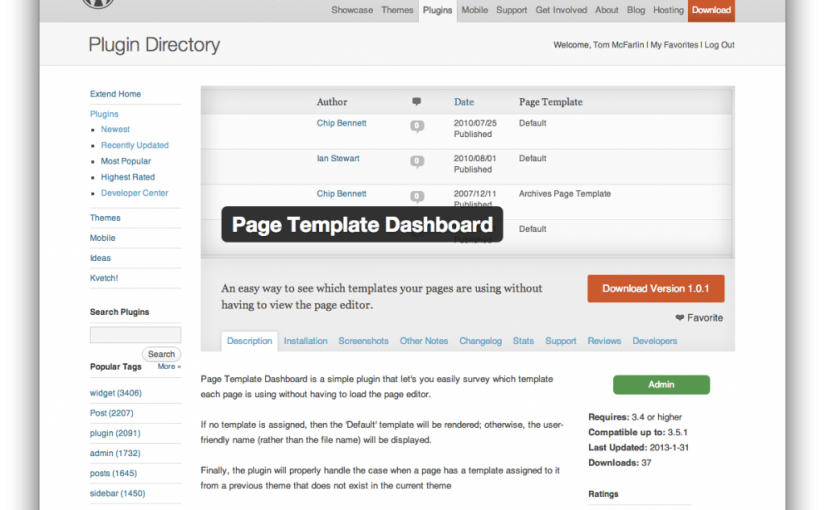 Showcase Themes Plugins Mobile Support Get Involved About Blog Hosting Download
Plugin Directory
Welcome, Tom McFarlin | My Favorites | Log Out
Extend Home
Plugins
Newest
Recently Updated
Most Popular
Highest Rated
Developer Center
Themes
Mobile
Ideas
Kvetch!
Search Plugins
Search
Popular Tags More »
widget (3406)
Post (2207)
plugin (2091)
admin (1732)
posts (1645)
sidebar (1450)
Author Date Page Template
Chip Bennett 0 2010/07/25 Default
Published
Ian Stewart 0 2010/08/01 Default
Published
Chip Bennett 0 2007/12/11 Archives Page Template
Published
Default
Page Template Dashboard
An easy way to see which templates your pages are using without
having to view the page editor.
Download Version 1.0.1
Favorite
Description Installation Screenshots Other Notes Changelog Stats Support Reviews Developers
Page Template Dashboard is a simple plugin that let's you easily survey which template
each page is using without having to load the page editor.
If no template is assigned, then the 'Default' template will be rendered; otherwise, the user-
friendly name (rather than the file name) will be displayed.
Finally, the plugin will properly handle the case when a page has a template assigned to it
from a previous theme that does not exist in the current theme
Admin
Requires: 3.4 or higher
Compatible up to: 3.5.1
Last Updated: 2013-1-31
Downloads: 37
Ratings